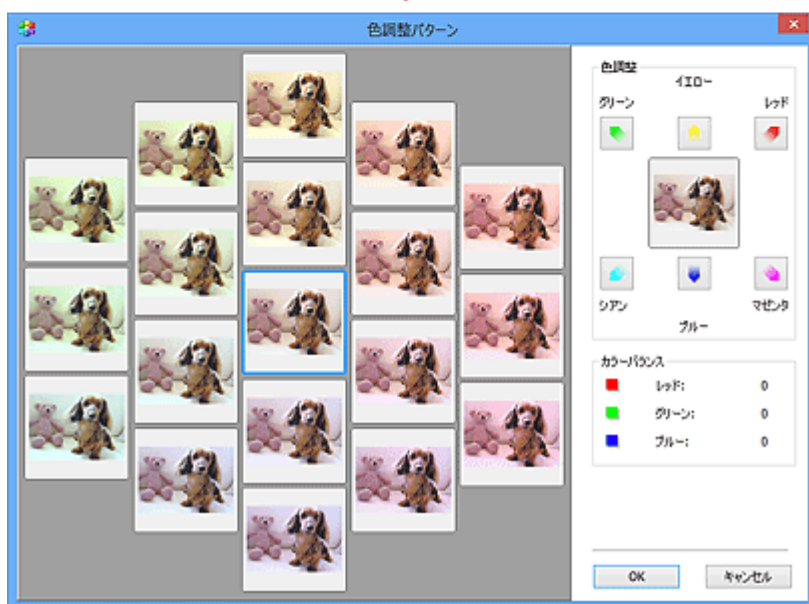 色調整パターン
色調整
イエロー
グリーン
レッド
シアン
マゼンタ
ブルー
カラーバランス
レッド: 0
グリーン: 0
ブルー: 0
OK
キャンセル